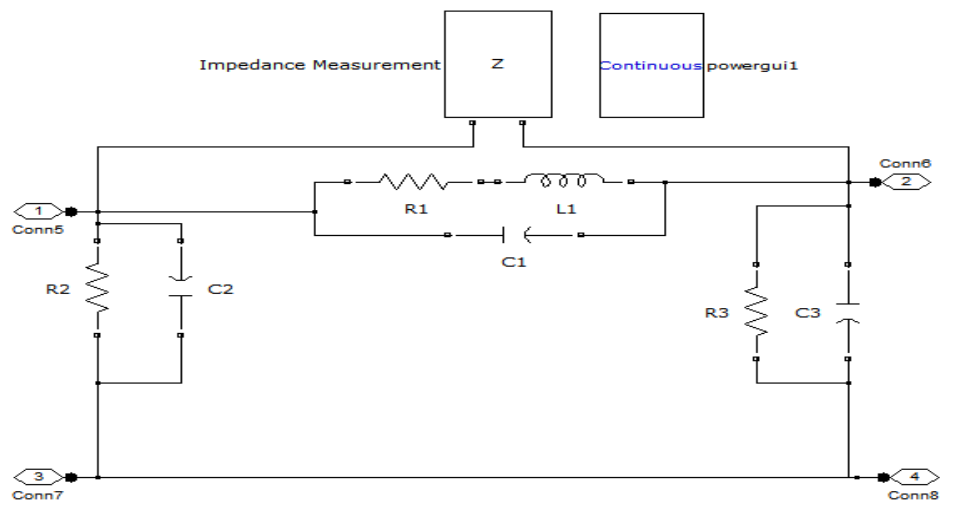 Impedance Measurement
Z
Continuous
powergui1
Conn6
2
R1
L1
1
Conn5
C1
R2
C2
R3
C3
3
Conn7
4
Conn8